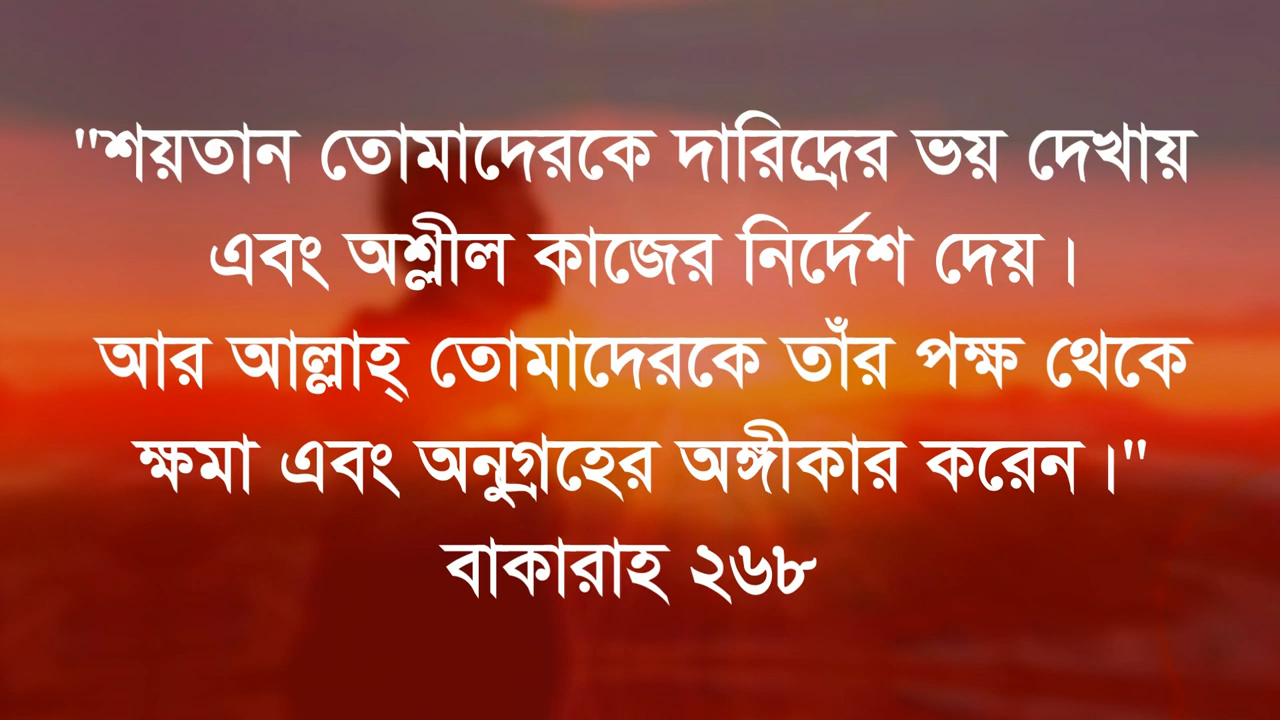 "শয়তান তোমাদেরকে দারিদ্রের ভয় দেখায়
এবং অশ্লীল কাজের নির্দেশ দেয়।
আর আল্লাহ্ তোমাদেরকে তাঁর পক্ষ থেকে
ক্ষমা এবং অনুগ্রহের অঙ্গীকার করেন।"
বাকারাহ ২৬৮